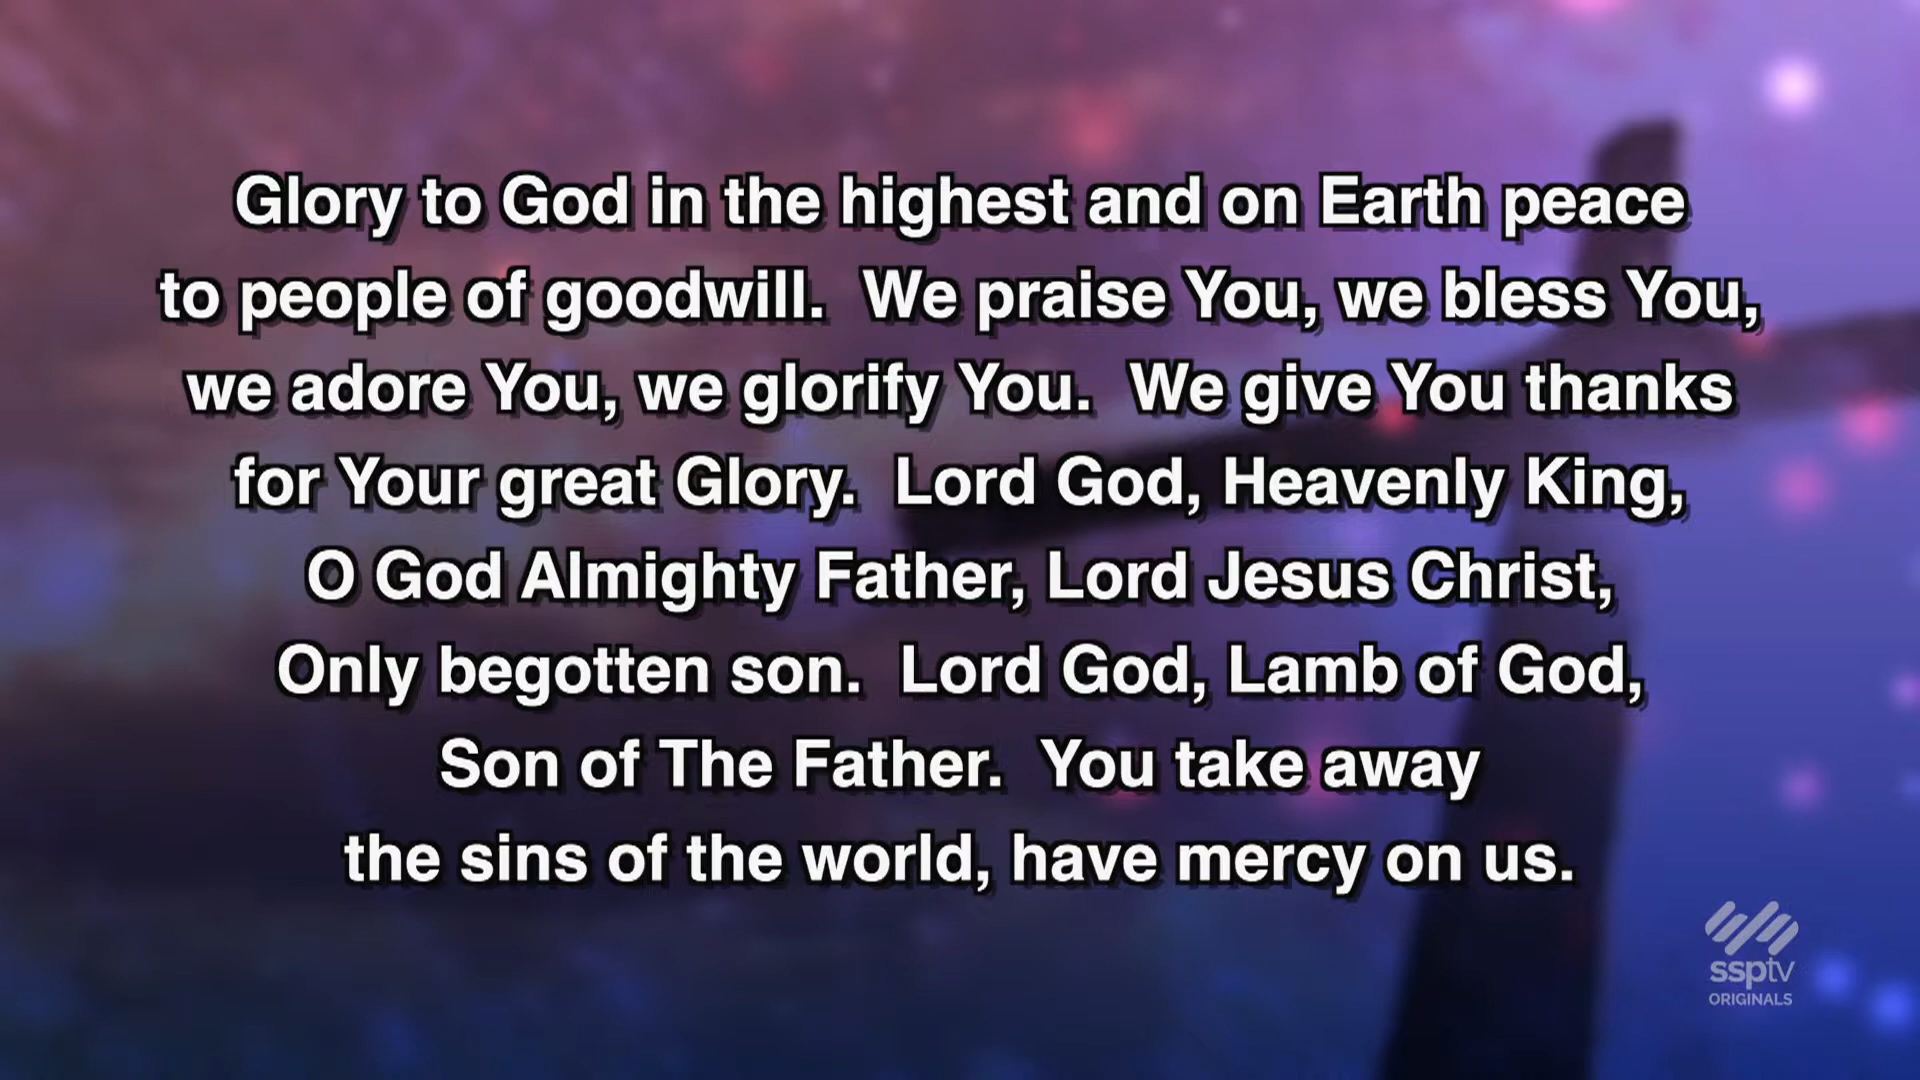 Glory to God in the highest and on Earth peace
to people of goodwill.  We praise You, we bless You,
we adore You, we glorify You.  We give You thanks
for Your great Glory.  Lord God, Heavenly King,
O God Almighty Father, Lord Jesus Christ,
Only begotten son.  Lord God, Lamb of God,
Son of The Father.  You take away
the sins of the world, have mercy on us.
ssptv
ORIGINALS